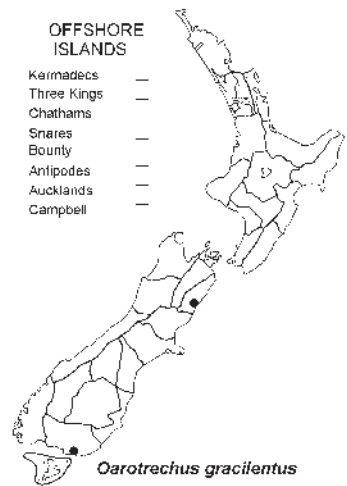 OFFSHORE
ISLANDS
Kermadecs —
Three Kings —
Chathams
Snares —
Bounty
Antipodes —
Aucklands —
Campbell —
Oarotrechus gracilentus